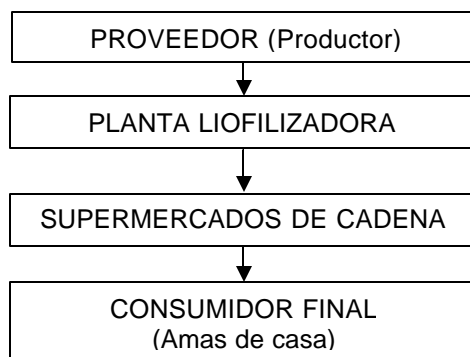 PROVEEDOR (Productor)
PLANTA LIOFILIZADORA
SUPERMERCADOS DE CADENA
CONSUMIDOR FINAL
(Amas de casa)